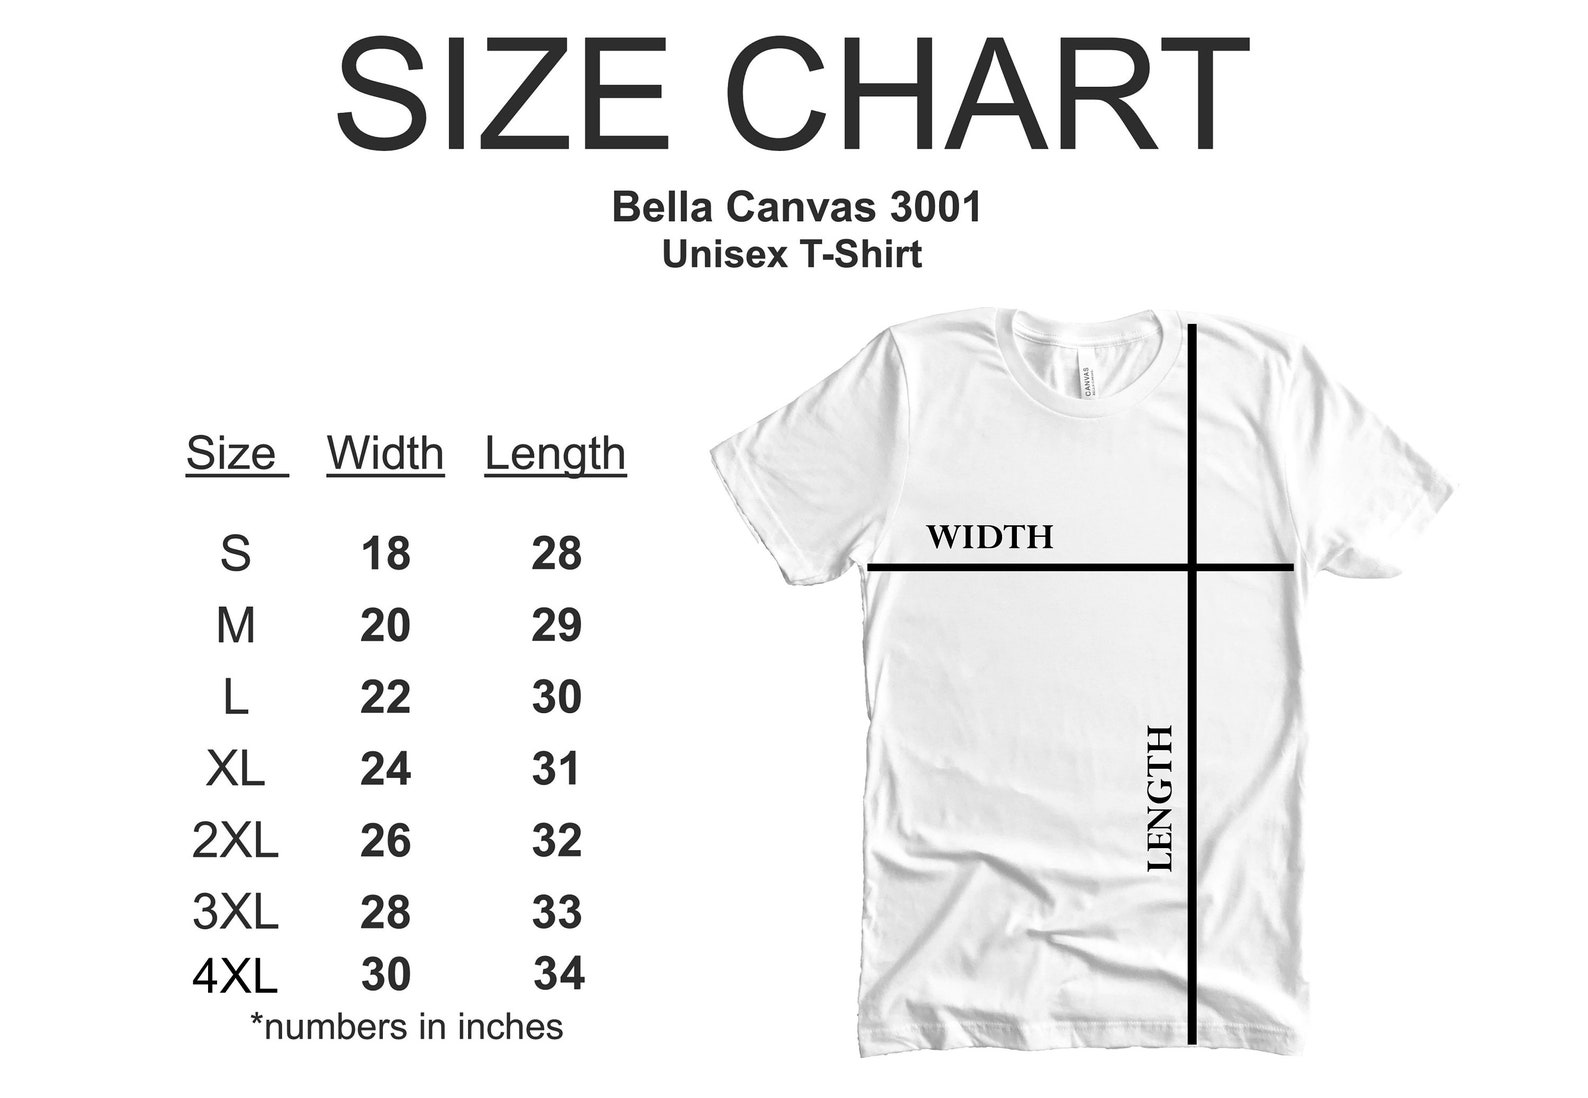 SIZE CHART
Bella Canvas 3001
Unisex T-Shirt
Size Width Length
S 18 28
M 20 29
L 22 30
XL 24 31
2XL 26 32
3XL 28 33
4XL 30 34
*numbers in inches
CANVAS
WIDTH
LENGTH